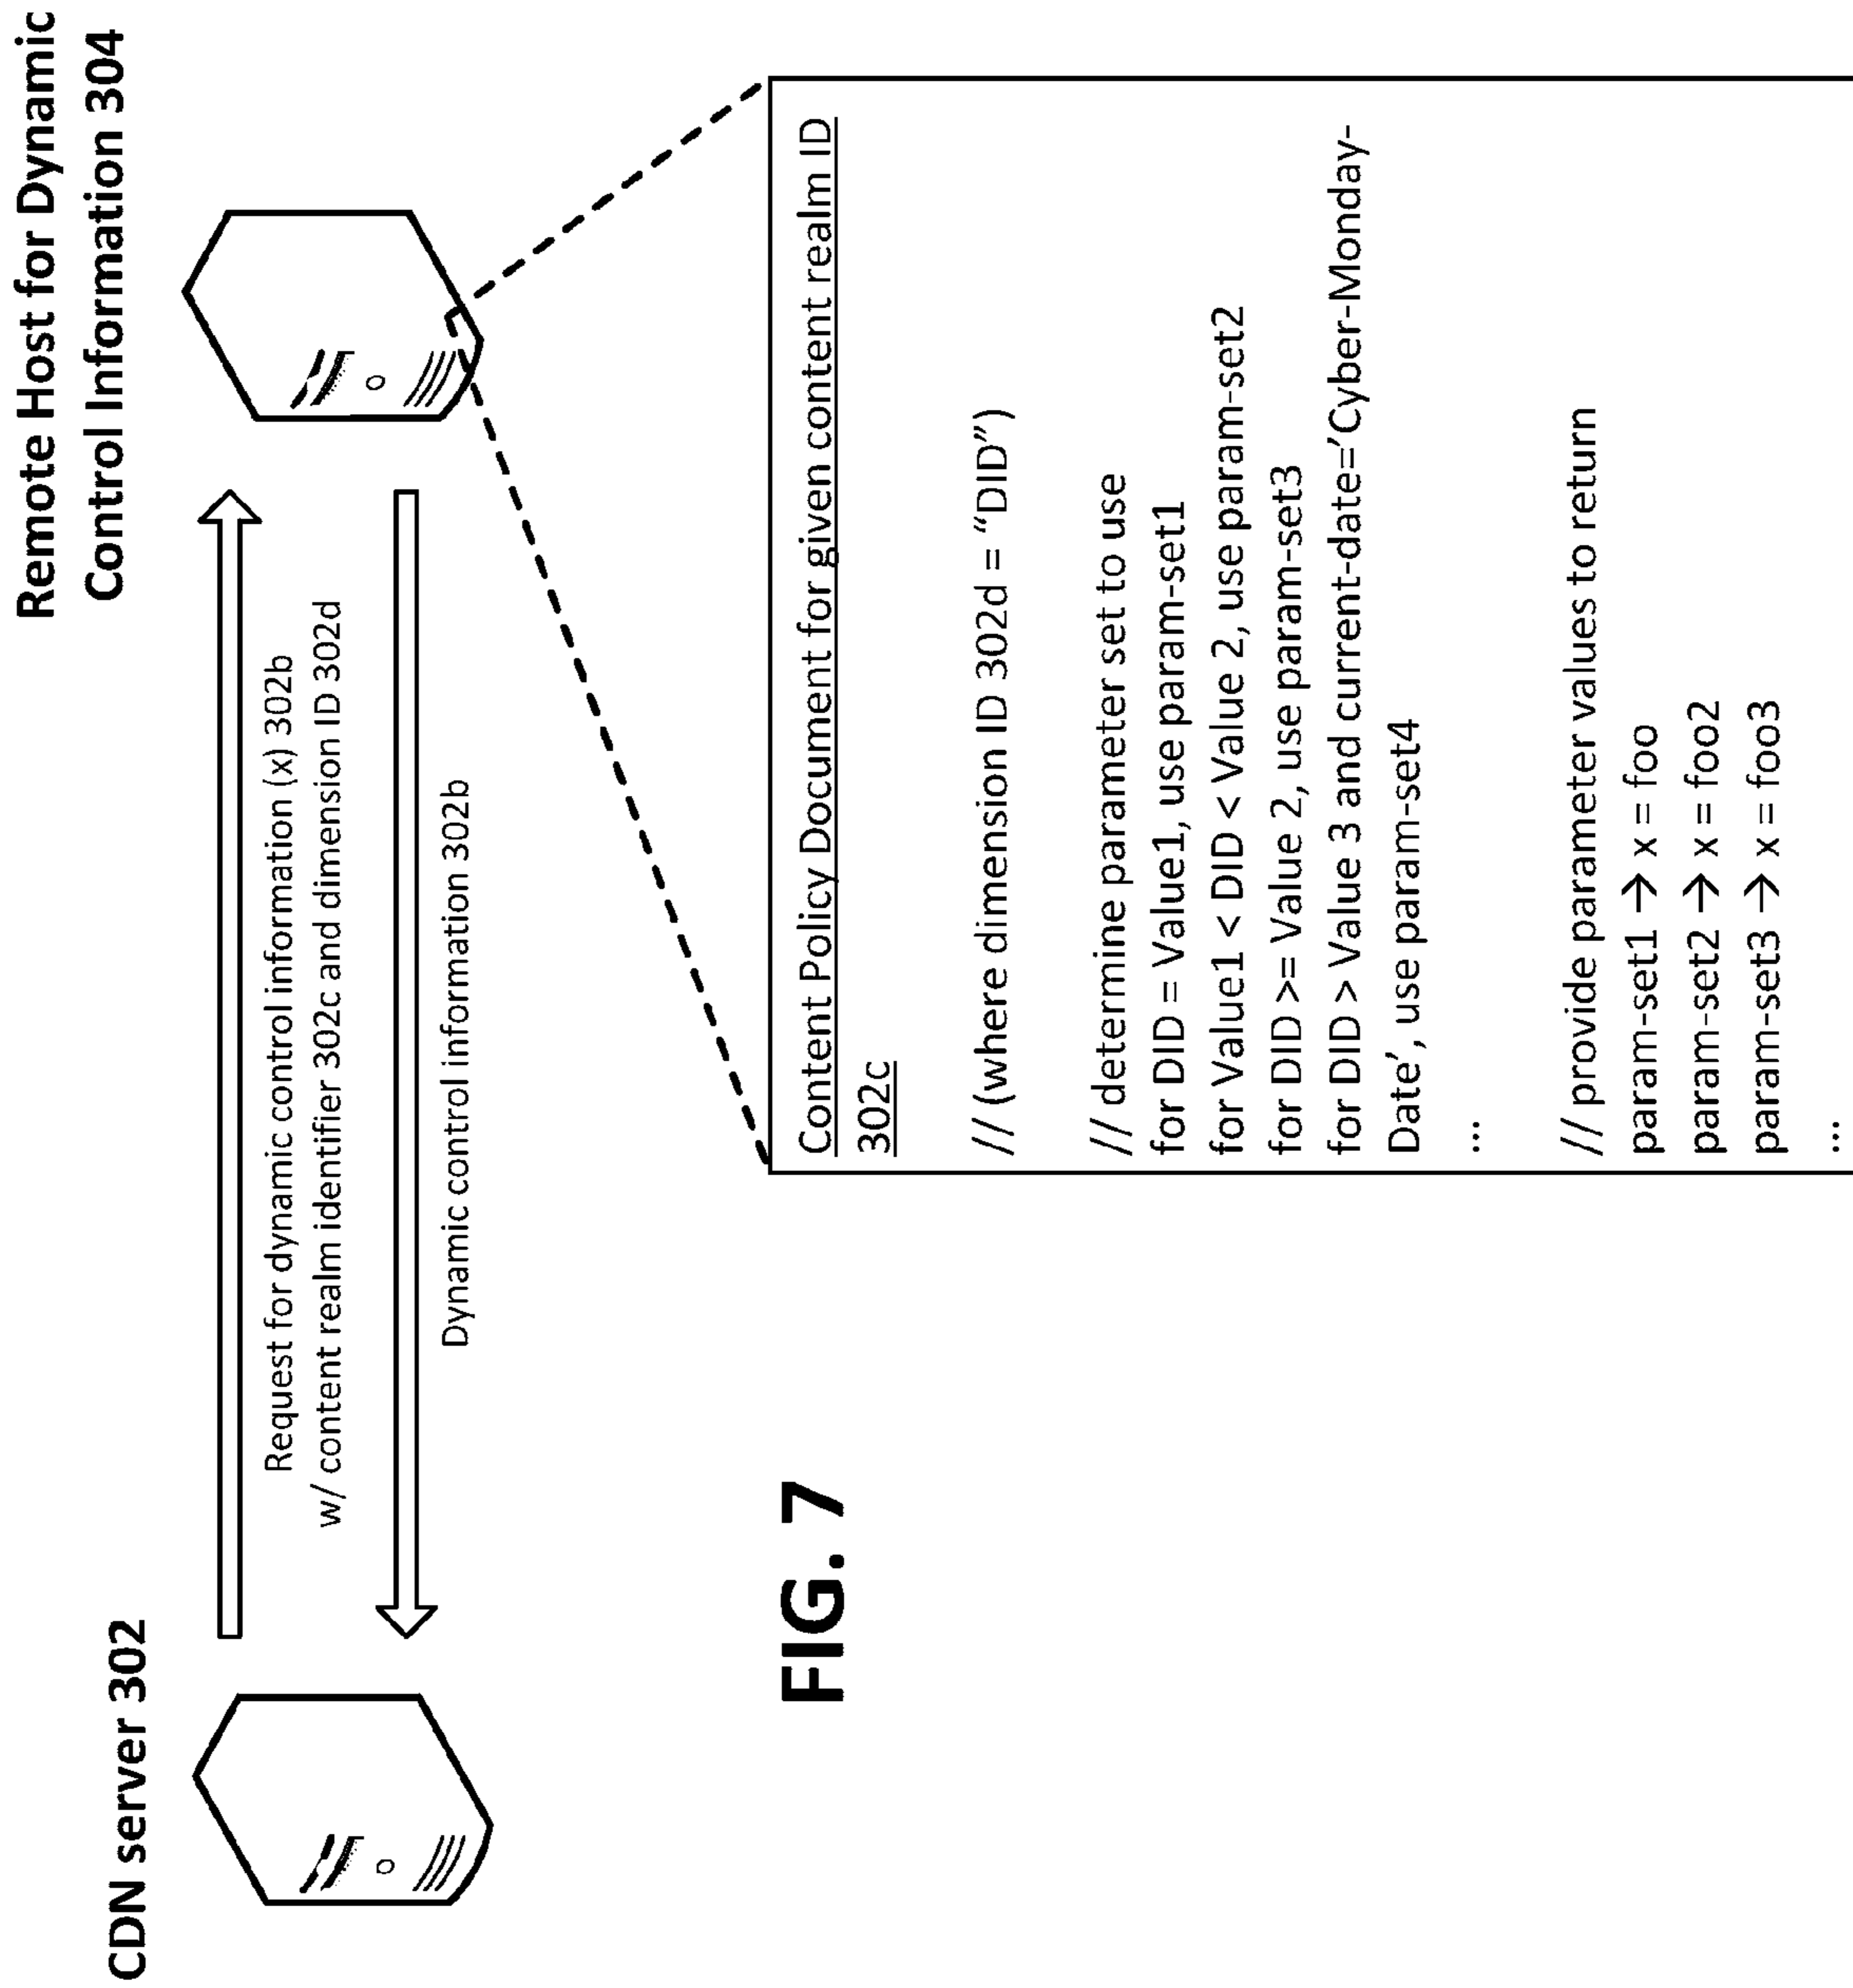 CDN server 302
Remote Host for Dynamic
Control Information 304
Request for dynamic control information (x) 302b
w/ content realm identifier 302c and dimension ID 302d
Dynamic control information 302b
FIG. 7
Content Policy Document for given content realm ID
302c
// (where dimension ID 302d = “DID”)
// determine parameter set to use
for DID = Value1, use param-set1
for Value1 < DID < Value 2, use param-set2
for DID >= Value 2, use param-set3
for DID > Value 3 and current-date=’Cyber-Monday-
Date’, use param-set4
...
// provide parameter values to return
param-set1 → x = foo
param-set2 → x = foo2
param-set3 → x = foo3
...